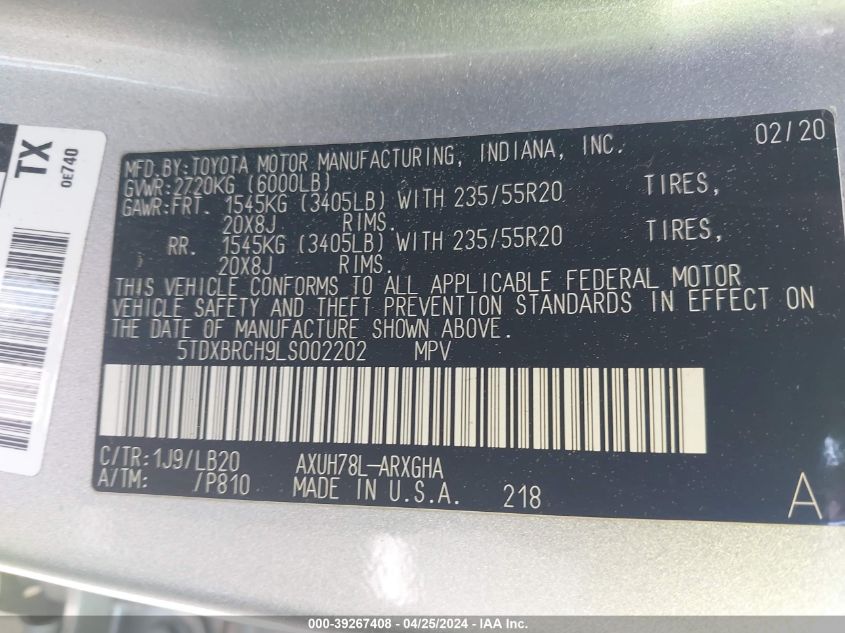 TX
0E740
MFD.BY:TOYOTA MOTOR MANUFACTURING, INDIANA, INC. 02/20
GVWR:2720KG (6000LB)
GAWR:FRT. 1545KG (3405LB) WITH 235/55R20 TIRES,
20X8J RIMS.
RR. 1545KG (3405LB) WITH 235/55R20 TIRES,
20X8J RIMS.
THIS VEHICLE CONFORMS TO ALL APPLICABLE FEDERAL MOTOR
VEHICLE SAFETY AND THEFT PREVENTION STANDARDS IN EFFECT ON
THE DATE OF MANUFACTURE SHOWN ABOVE.
5TDXBRCH9LS002202 MPV
C/TR:1J9/LB20 AXUH78L-ARXGHA
A/TM: /P810 MADE IN U.S.A. 218 A
000-39267408 - 04/25/2024 - IAA Inc.